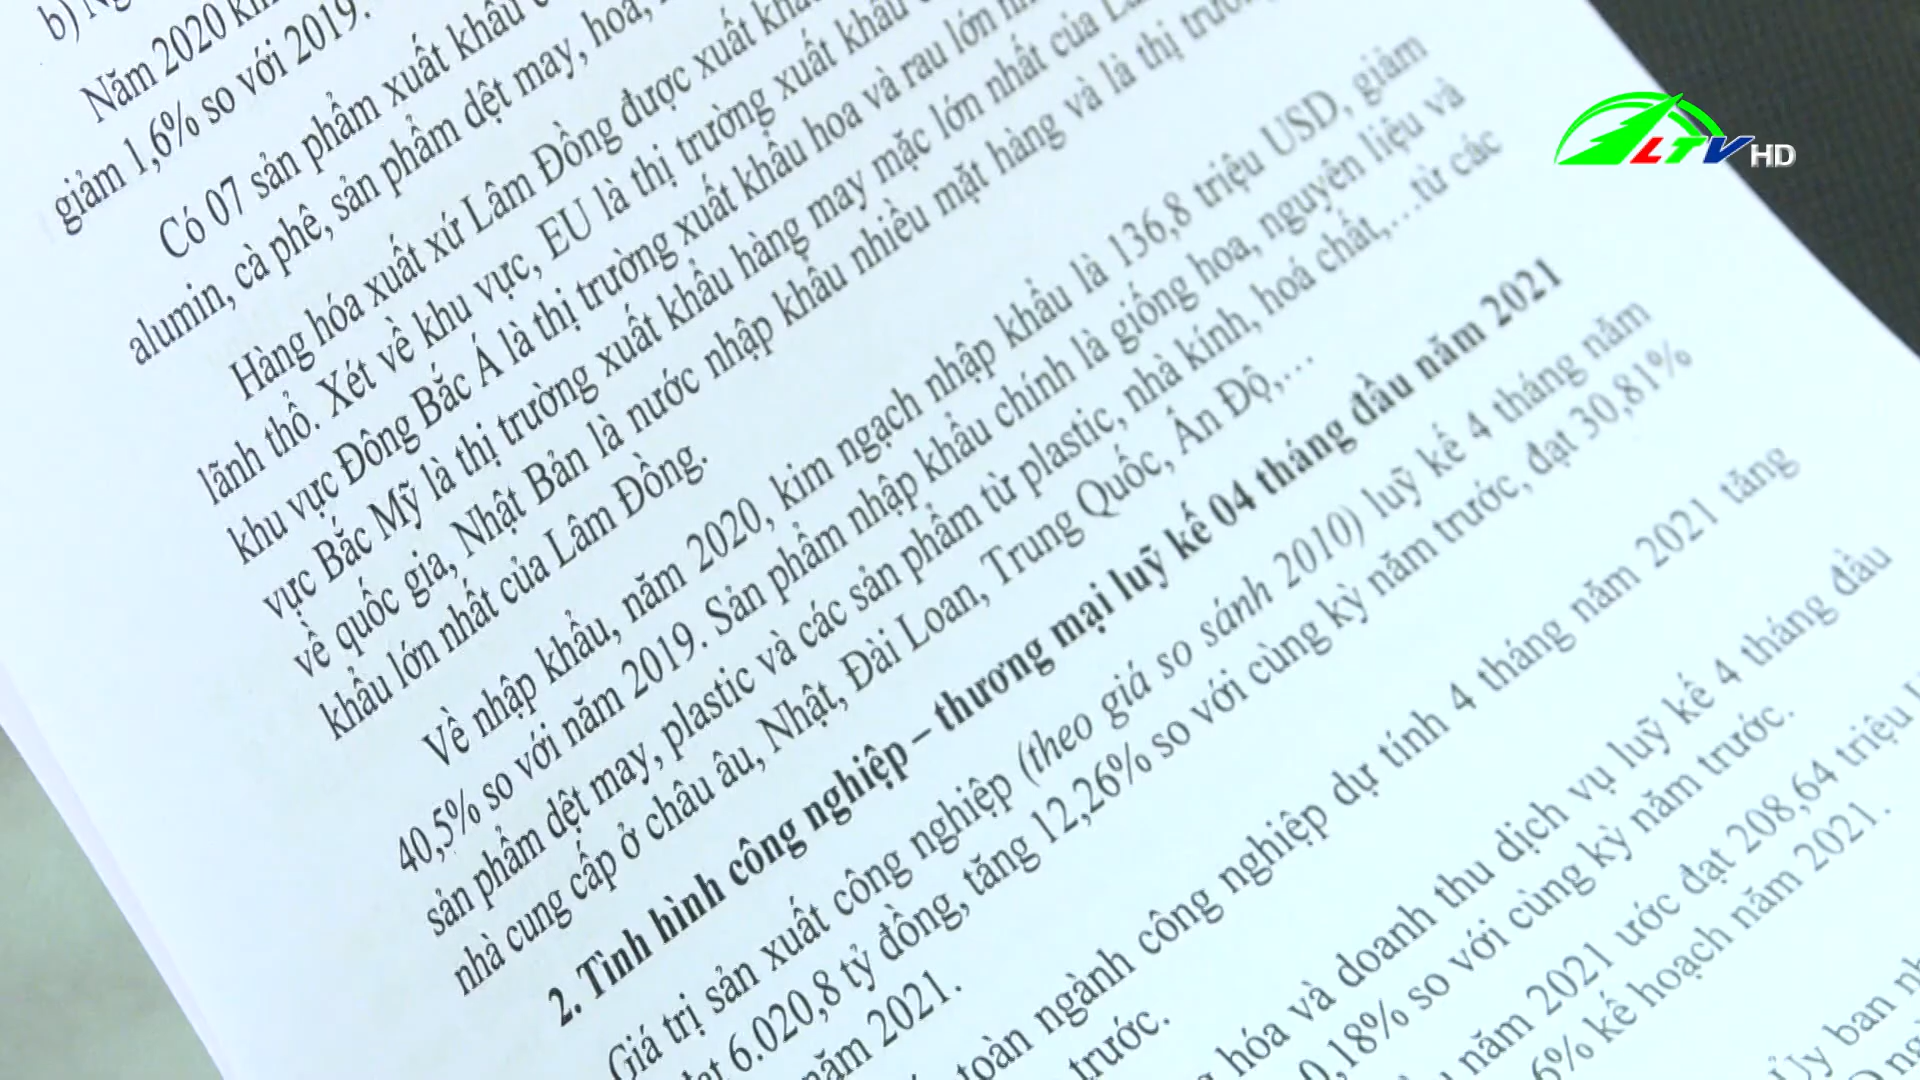 b)
Năm 2020
giảm 1,6% so với 2019.
Có 07 sản phẩm xuất khẩu
alumin, cà phê, sản phẩm dệt may, hoa,
Hàng hóa xuất xứ Lâm Đồng được xuất
lãnh thổ. Xét về khu vực, EU là thị trường xuất khẩu
khu vực Đông Bắc Á là thị trường xuất khẩu hoa và rau lớn
vực Bắc Mỹ là thị trường xuất khẩu hàng may mặc lớn nhất của
về quốc gia, Nhật Bản là nước nhập khẩu nhiều mặt hàng và là thị
khẩu lớn nhất của Lâm Đồng.
Về nhập khẩu, năm 2020, kim ngạch nhập khẩu là 136,8 triệu USD, giảm
40,5% so với năm 2019. Sản phẩm nhập khẩu chính là giống hoa, nguyên liệu và
sản phẩm dệt may, plastic và các sản phẩm từ plastic, nhà kính, hoá chất,…từ các
nhà cung cấp ở châu âu, Nhật, Đài Loan, Trung Quốc, Ấn Độ,…
2. Tình hình công nghiệp – thương mại luỹ kế 04 tháng đầu năm 2021
Giá trị sản xuất công nghiệp (theo giá so sánh 2010) luỹ kế 4 tháng năm
6.020,8 tỷ đồng, tăng 12,26% so với cùng kỳ năm trước, đạt 30,81%
năm 2021.
toàn ngành công nghiệp dự tính 4 tháng năm 2021 tăng
trước.
hóa và doanh thu dịch vụ luỹ kế 4 tháng đầu
0,18% so với cùng kỳ năm trước.
năm 2021 ước đạt 208,64 triệu
6% kế hoạch năm 2021.
Ủy ban
LTV HD